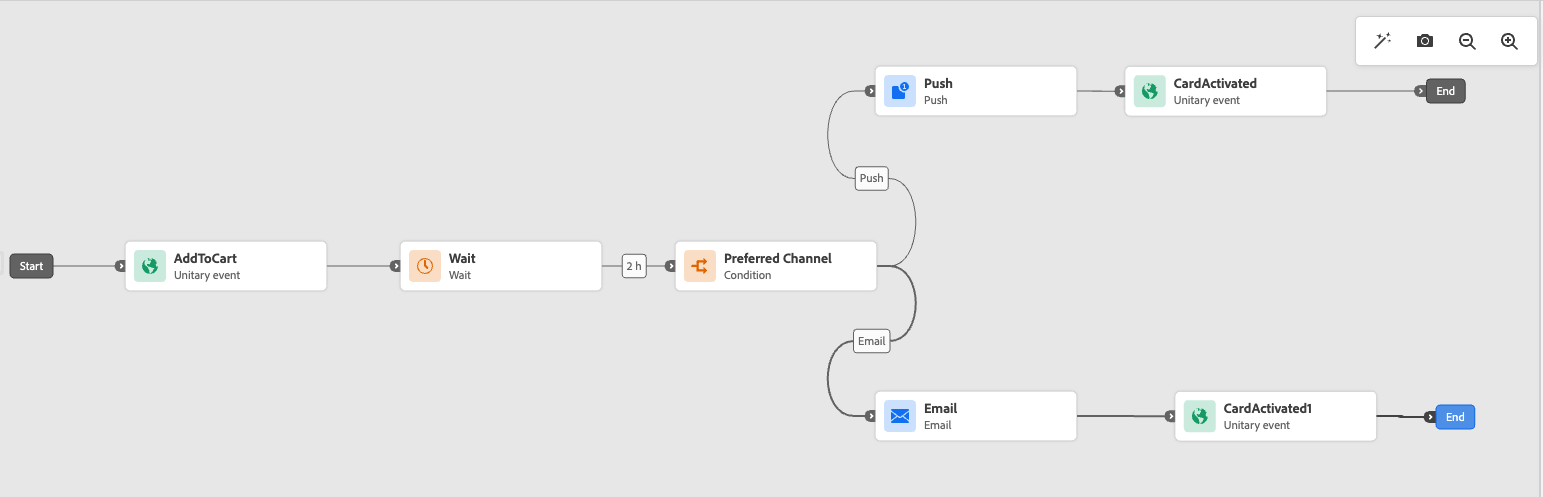 Push
Push
CardActivated
Unitary event
End
Push
Start
AddToCart
Unitary event
Wait
Wait
2 h
Preferred Channel
Condition
Email
Email
Email
CardActivated1
Unitary event
End